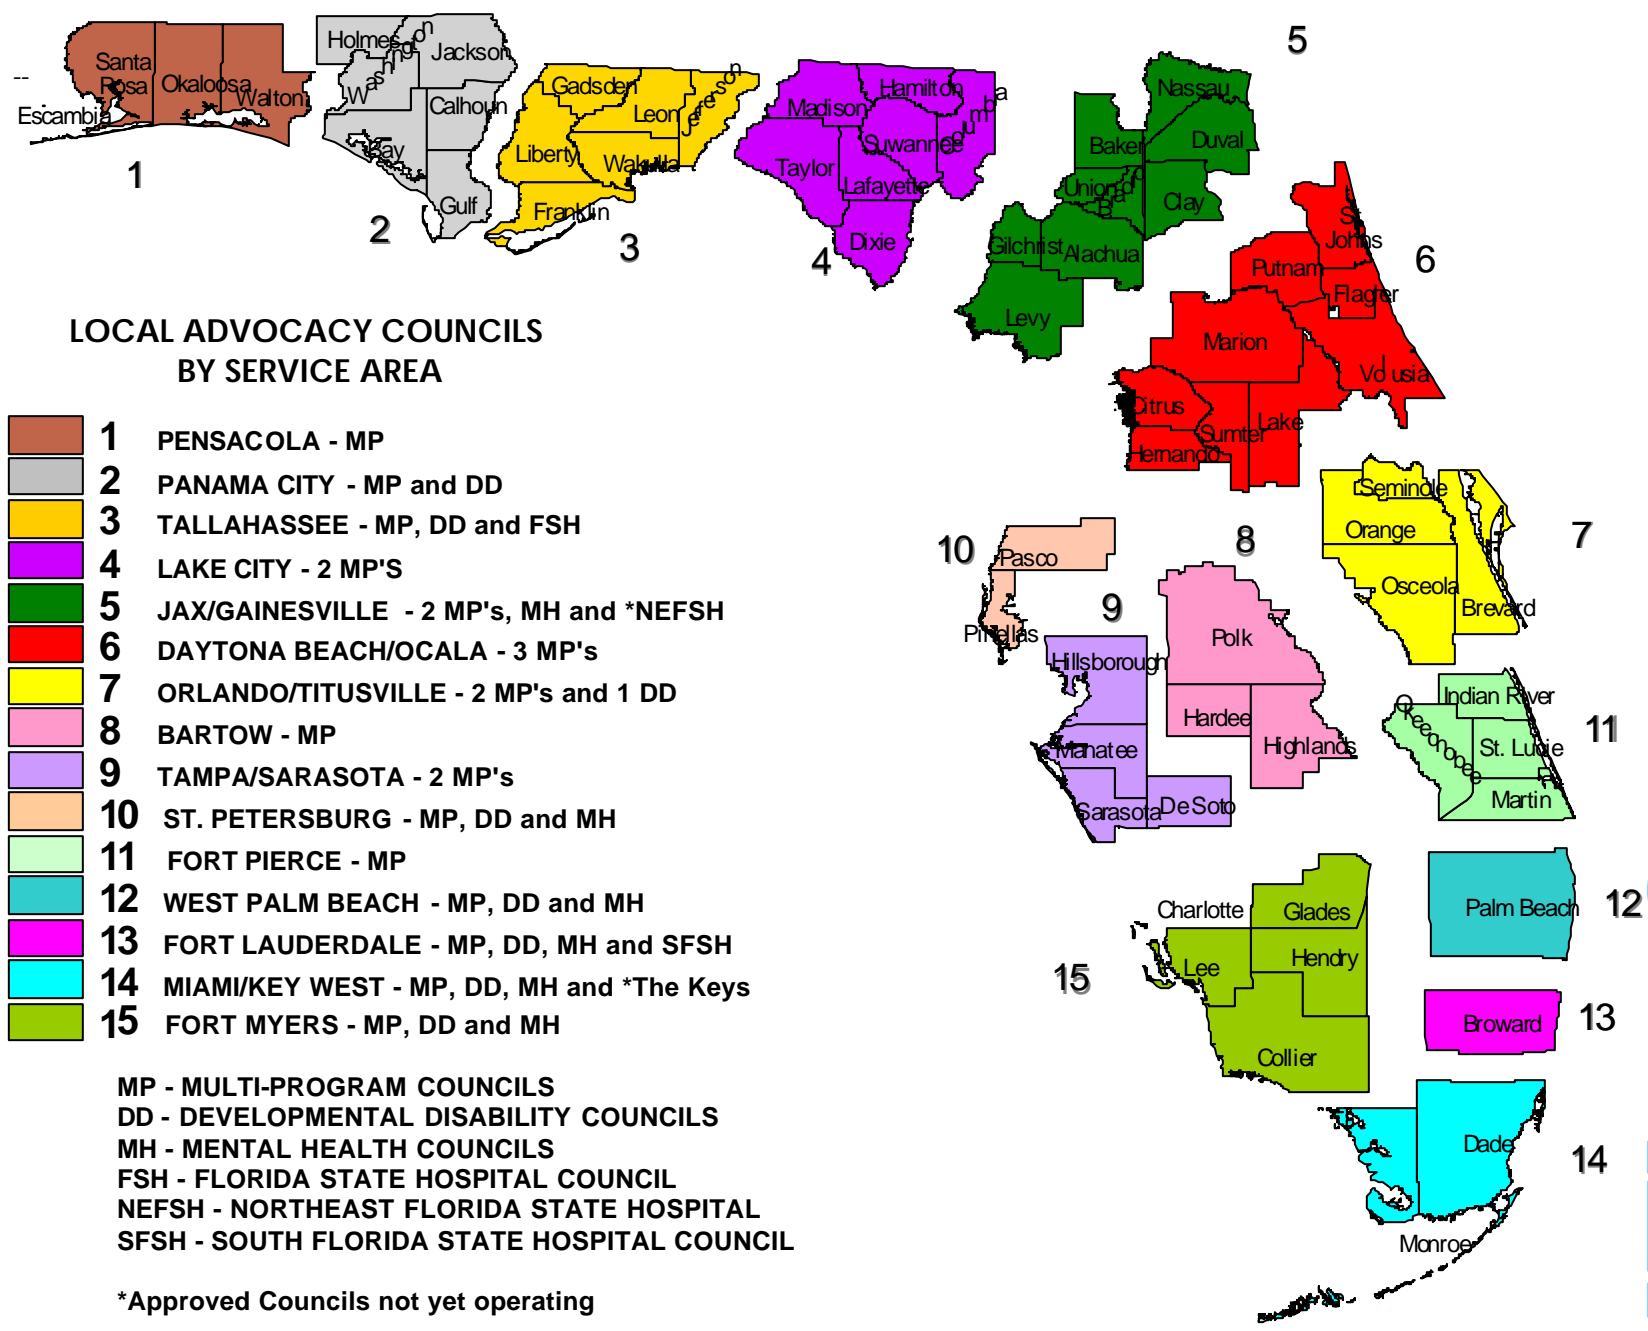 Holmes
Washington
Jackson
Santa
Rosa
Okaloosa
Walton
Escambia
Calhoun
Bay
Gulf
1
2
Gadsden
Leon
Jefferson
Liberty
Wakulla
Franklin
3
Madison
Hamilton
Columbia
Suwannee
Taylor
Lafayette
Dixie
4
5
Nassau
Duval
Baker
Union
Bradford
Clay
Gilchrist
Alachua
Levy
St.
Johns
6
Putnam
Flagler
Marion
Volusia
Citrus
Lake
Sumter
Hernando
LOCAL ADVOCACY COUNCILS
BY SERVICE AREA
1 PENSACOLA - MP
2 PANAMA CITY - MP and DD
3 TALLAHASSEE - MP, DD and FSH
4 LAKE CITY - 2 MP'S
5 JAX/GAINESVILLE - 2 MP's, MH and *NEFSH
6 DAYTONA BEACH/OCALA - 3 MP's
7 ORLANDO/TITUSVILLE - 2 MP's and 1 DD
8 BARTOW - MP
9 TAMPA/SARASOTA - 2 MP's
10 ST. PETERSBURG - MP, DD and MH
11 FORT PIERCE - MP
12 WEST PALM BEACH - MP, DD and MH
13 FORT LAUDERDALE - MP, DD, MH and SFSH
14 MIAMI/KEY WEST - MP, DD, MH and *The Keys
15 FORT MYERS - MP, DD and MH
MP - MULTI-PROGRAM COUNCILS
DD - DEVELOPMENTAL DISABILITY COUNCILS
MH - MENTAL HEALTH COUNCILS
FSH - FLORIDA STATE HOSPITAL COUNCIL
NEFSH - NORTHEAST FLORIDA STATE HOSPITAL
SFSH - SOUTH FLORIDA STATE HOSPITAL COUNCIL
*Approved Councils not yet operating
Seminole
Orange
Osceola
Brevard
7
10
Pasco
Pinellas
8
Polk
Hardee
Highlands
9
Hillsborough
Manatee
Sarasota
DeSoto
Indian River
Okeechobee
St. Lucie
Martin
11
Charlotte
Glades
Lee
Hendry
Collier
15
Palm Beach
12
Broward
13
Dade
14
Monroe